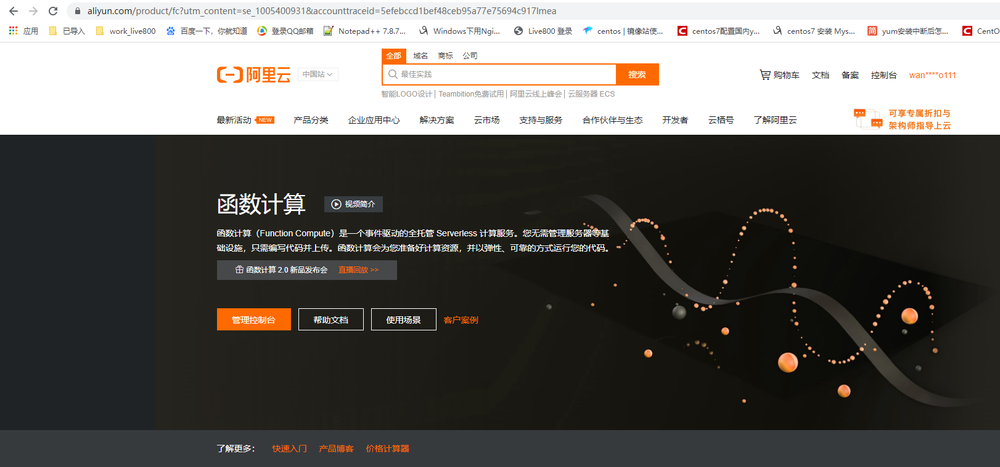 aliyun.com/product/fc?utm_content=se_1005400931&accounttraceid=5efebccd1bef48ceb95a77e75694c917lmea
应用 已导入 work_live800 百度一下，你就知道 登录QQ邮箱 Notepad++ 7.8.7... Windows下用Ngi... Live800 登录 centos | 镜像站使... centos7配置国内y... centos7 安装 Mys... yum安装中断后怎... CentO
全部 域名 商标 公司
阿里云 中国站 最佳实践 搜索 购物车 文档 备案 控制台 wan****o111
智能LOGO设计 | Teambition免费试用 | 阿里云线上峰会 | 云服务器 ECS
最新活动 NEW 产品分类 企业应用中心 解决方案 云市场 支持与服务 合作伙伴与生态 开发者 云栖号 了解阿里云
可享专属折扣与
架构师指导上云
函数计算 视频简介
函数计算（Function Compute）是一个事件驱动的全托管 Serverless 计算服务。您无需管理服务器等基
础设施，只需编写代码并上传。函数计算会为您准备好计算资源，并以弹性、可靠的方式运行您的代码。
函数计算 2.0 新品发布会 直播回放 >>
管理控制台 帮助文档 使用场景 客户案例
了解更多： 快速入门 产品博客 价格计算器